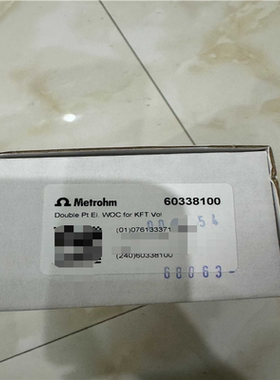 Metrohm 60338100
Double Pt El. WOC for KFT Vo
(01)076133371
(240)60338100
68063-